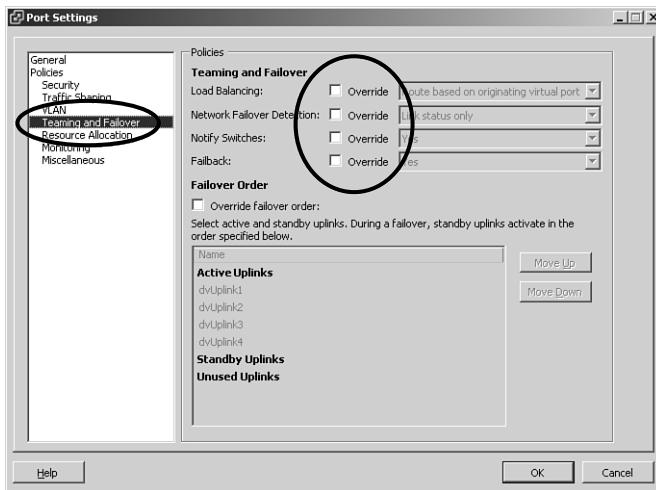 Port Settings
General
Policies
Security
Traffic Shaping
VLAN
Teaming and Failover
Resource Allocation
Monitoring
Miscellaneous
Policies
Teaming and Failover
Load Balancing: Override Route based on originating virtual port
Network Failover Detection: Override Link status only
Notify Switches: Override Yes
Failback: Override Yes
Failover Order
Override failover order:
Select active and standby uplinks. During a failover, standby uplinks activate in the
order specified below.
Name
Active Uplinks
dvUplink1
dvUplink2
dvUplink3
dvUplink4
Standby Uplinks
Unused Uplinks
Move Up
Move Down
Help OK Cancel